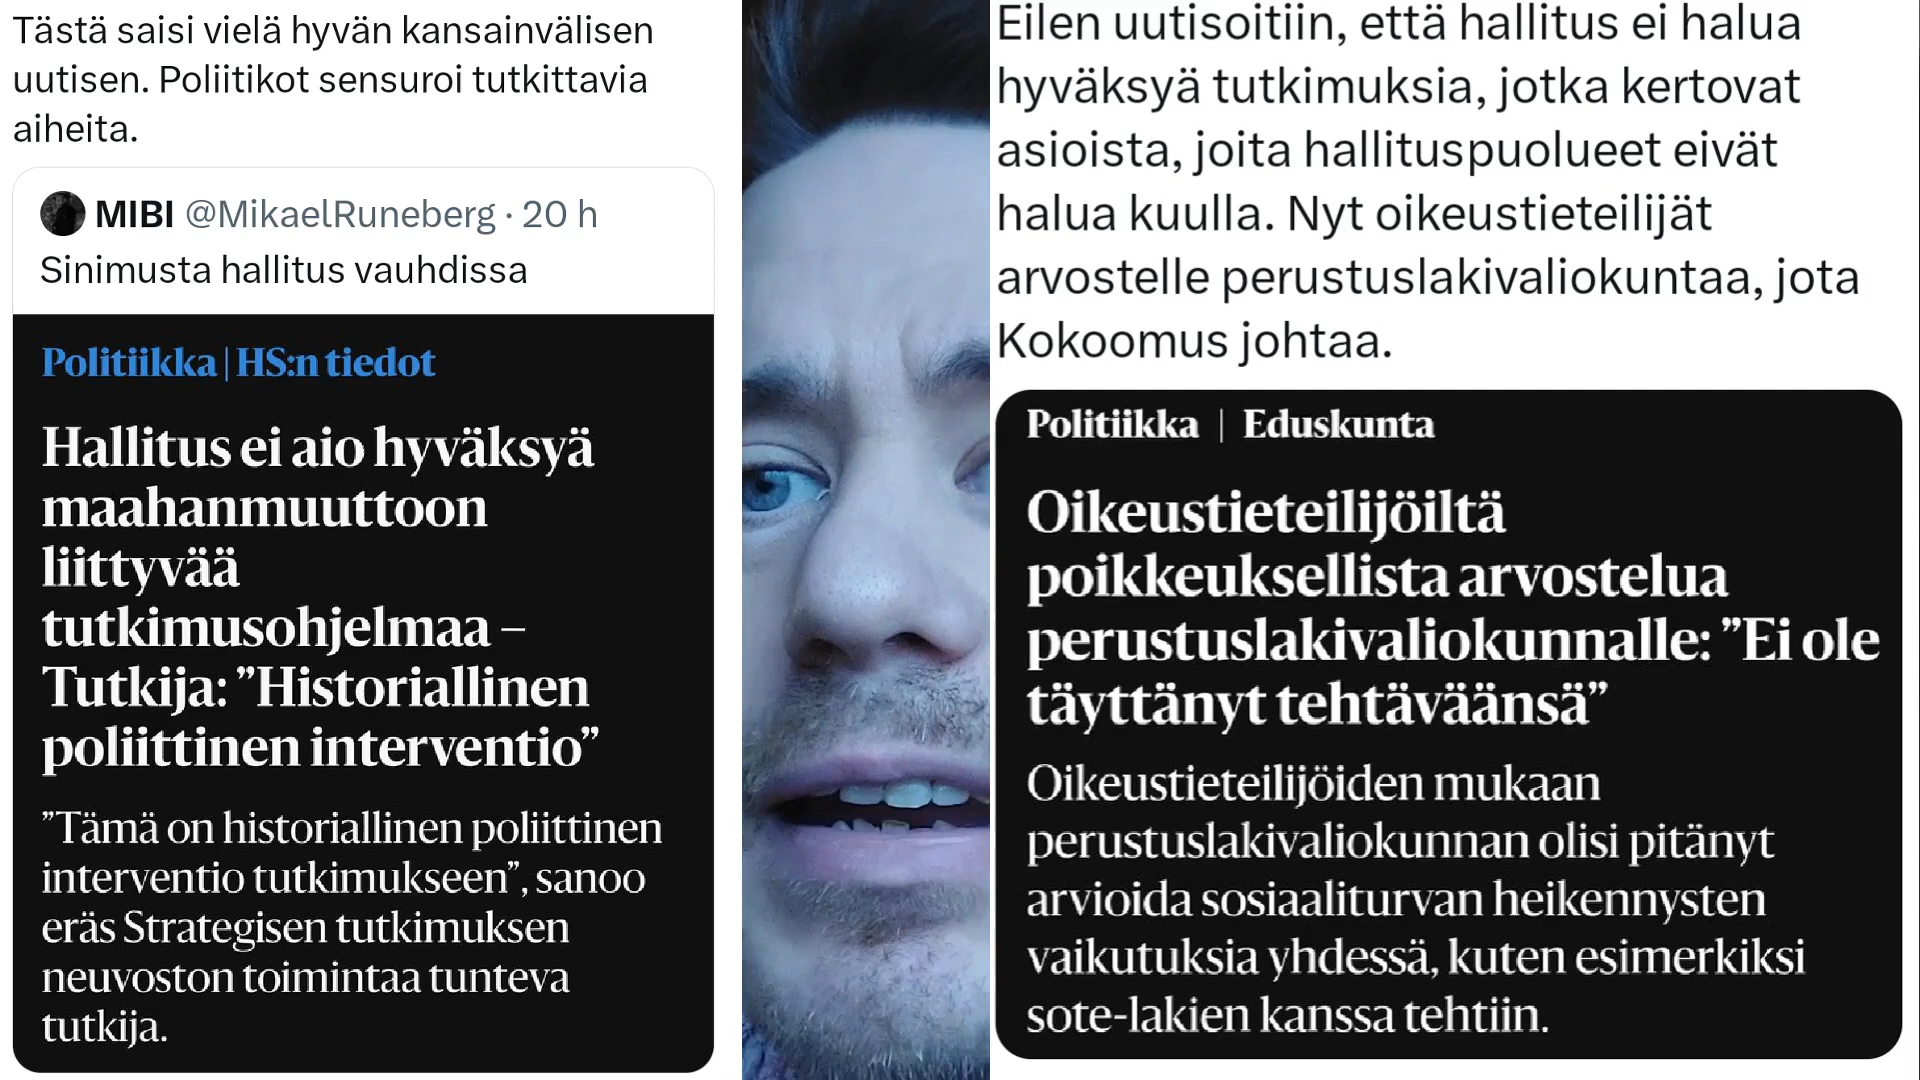 Tästä saisi vielä hyvän kansainvälisen
uutisen. Poliitikot sensuroi tutkittavia
aiheita.
MIBI @MikaelRuneberg · 20 h
Sinimusta hallitus vauhdissa
Politiikka | HS:n tiedot
Hallitus ei aio hyväksyä
maahanmuuttoon
liittyvää
tutkimusohjelmaa –
Tutkija: ”Historiallinen
poliittinen interventio”
”Tämä on historiallinen poliittinen
interventio tutkimukseen”, sanoo
eräs Strategisen tutkimuksen
neuvoston toimintaa tunteva
tutkija.
Eilen uutisoitiin, että hallitus ei halua
hyväksyä tutkimuksia, jotka kertovat
asioista, joita hallituspuolueet eivät
halua kuulla. Nyt oikeustieteilijät
arvostelle perustuslakivaliokuntaa, jota
Kokoomus johtaa.
Politiikka | Eduskunta
Oikeustieteilijöiltä
poikkeuksellista arvostelua
perustuslakivaliokunnalle: ”Ei ole
täyttänyt tehtäväänsä”
Oikeustieteilijöiden mukaan
perustuslakivaliokunnan olisi pitänyt
arvioida sosiaaliturvan heikennysten
vaikutuksia yhdessä, kuten esimerkiksi
sote-lakien kanssa tehtiin.